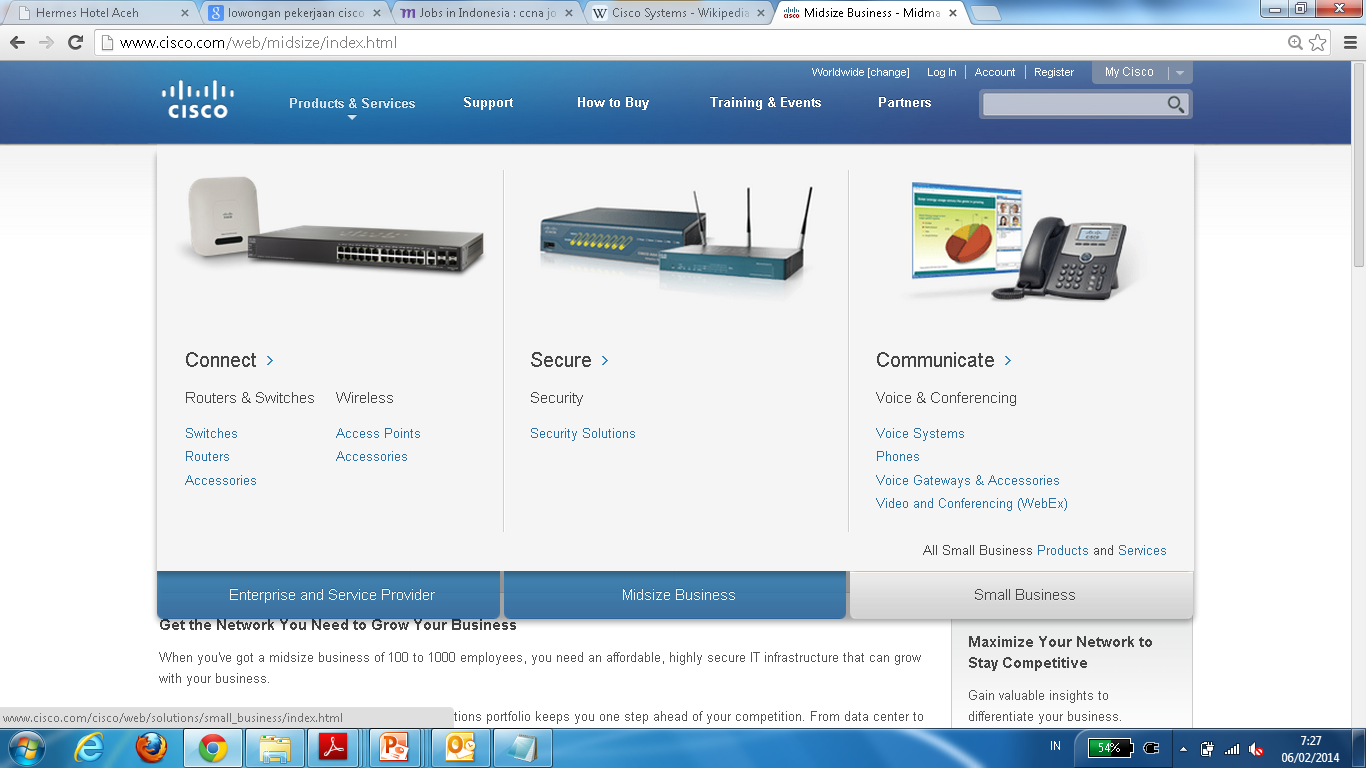 Hermes Hotel Aceh
lowongan pekerjaan cisco
Jobs in Indonesia : ccna jo
Cisco Systems - Wikipedia
Midsize Business - Midma
www.cisco.com/web/midsize/index.html
Worldwide [change]
Log In
Account
Register
My Cisco
CISCO
Products & Services
Support
How to Buy
Training & Events
Partners
Connect
Routers & Switches
Switches
Routers
Accessories
Wireless
Access Points
Accessories
Secure
Security
Security Solutions
Communicate
Voice & Conferencing
Voice Systems
Phones
Voice Gateways & Accessories
Video and Conferencing (WebEx)
All Small Business Products and Services
Enterprise and Service Provider
Midsize Business
Small Business
Get the Network You Need to Grow Your Business
When you've got a midsize business of 100 to 1000 employees, you need an affordable, highly secure IT infrastructure that can grow
with your business.
tions portfolio keeps you one step ahead of your competition. From data center to
Maximize Your Network to
Stay Competitive
Gain valuable insights to
differentiate your business.
www.cisco.com/cisco/web/solutions/small_business/index.html
IN
54%
7:27
06/02/2014